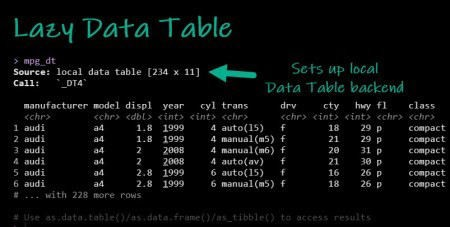 Lazy Data Table
> mpg_dt
Source: local data table [234 x 11]
Call: `_DT4`
Sets up local
Data Table backend
manufacturer model displ year cyl trans drv cty hwy fl class
<chr> <chr> <dbl> <int> <int> <chr> <chr> <int> <int> <chr> <chr>
1 audi a4 1.8 1999 4 auto(l5) f 18 29 p compact
2 audi a4 1.8 1999 4 manual(m5) f 21 29 p compact
3 audi a4 2 2008 4 manual(m6) f 20 31 p compact
4 audi a4 2 2008 4 auto(av) f 21 30 p compact
5 audi a4 2.8 1999 6 auto(l5) f 16 26 p compact
6 audi a4 2.8 1999 6 manual(m5) f 18 26 p compact
# ... with 228 more rows
# Use as.data.table()/as.data.frame()/as_tibble() to access results